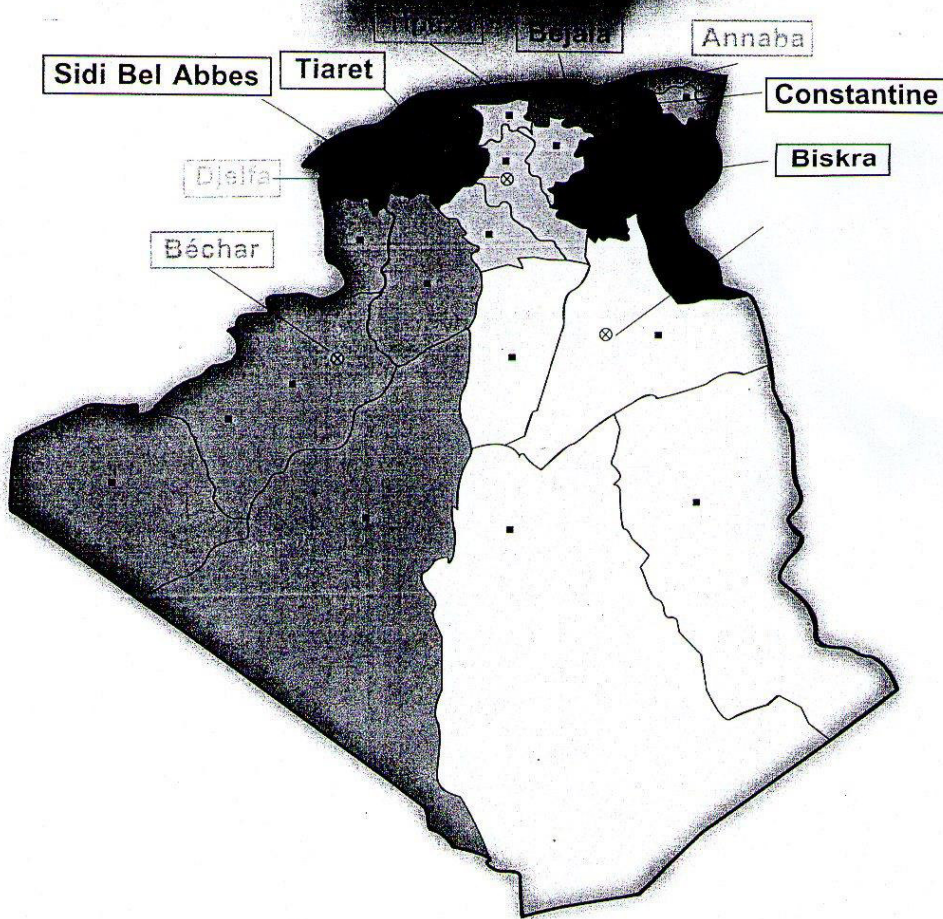 Bejaia
Annaba
Sidi Bel Abbes
Tiaret
Constantine
Biskra
Djelfa
Béchar